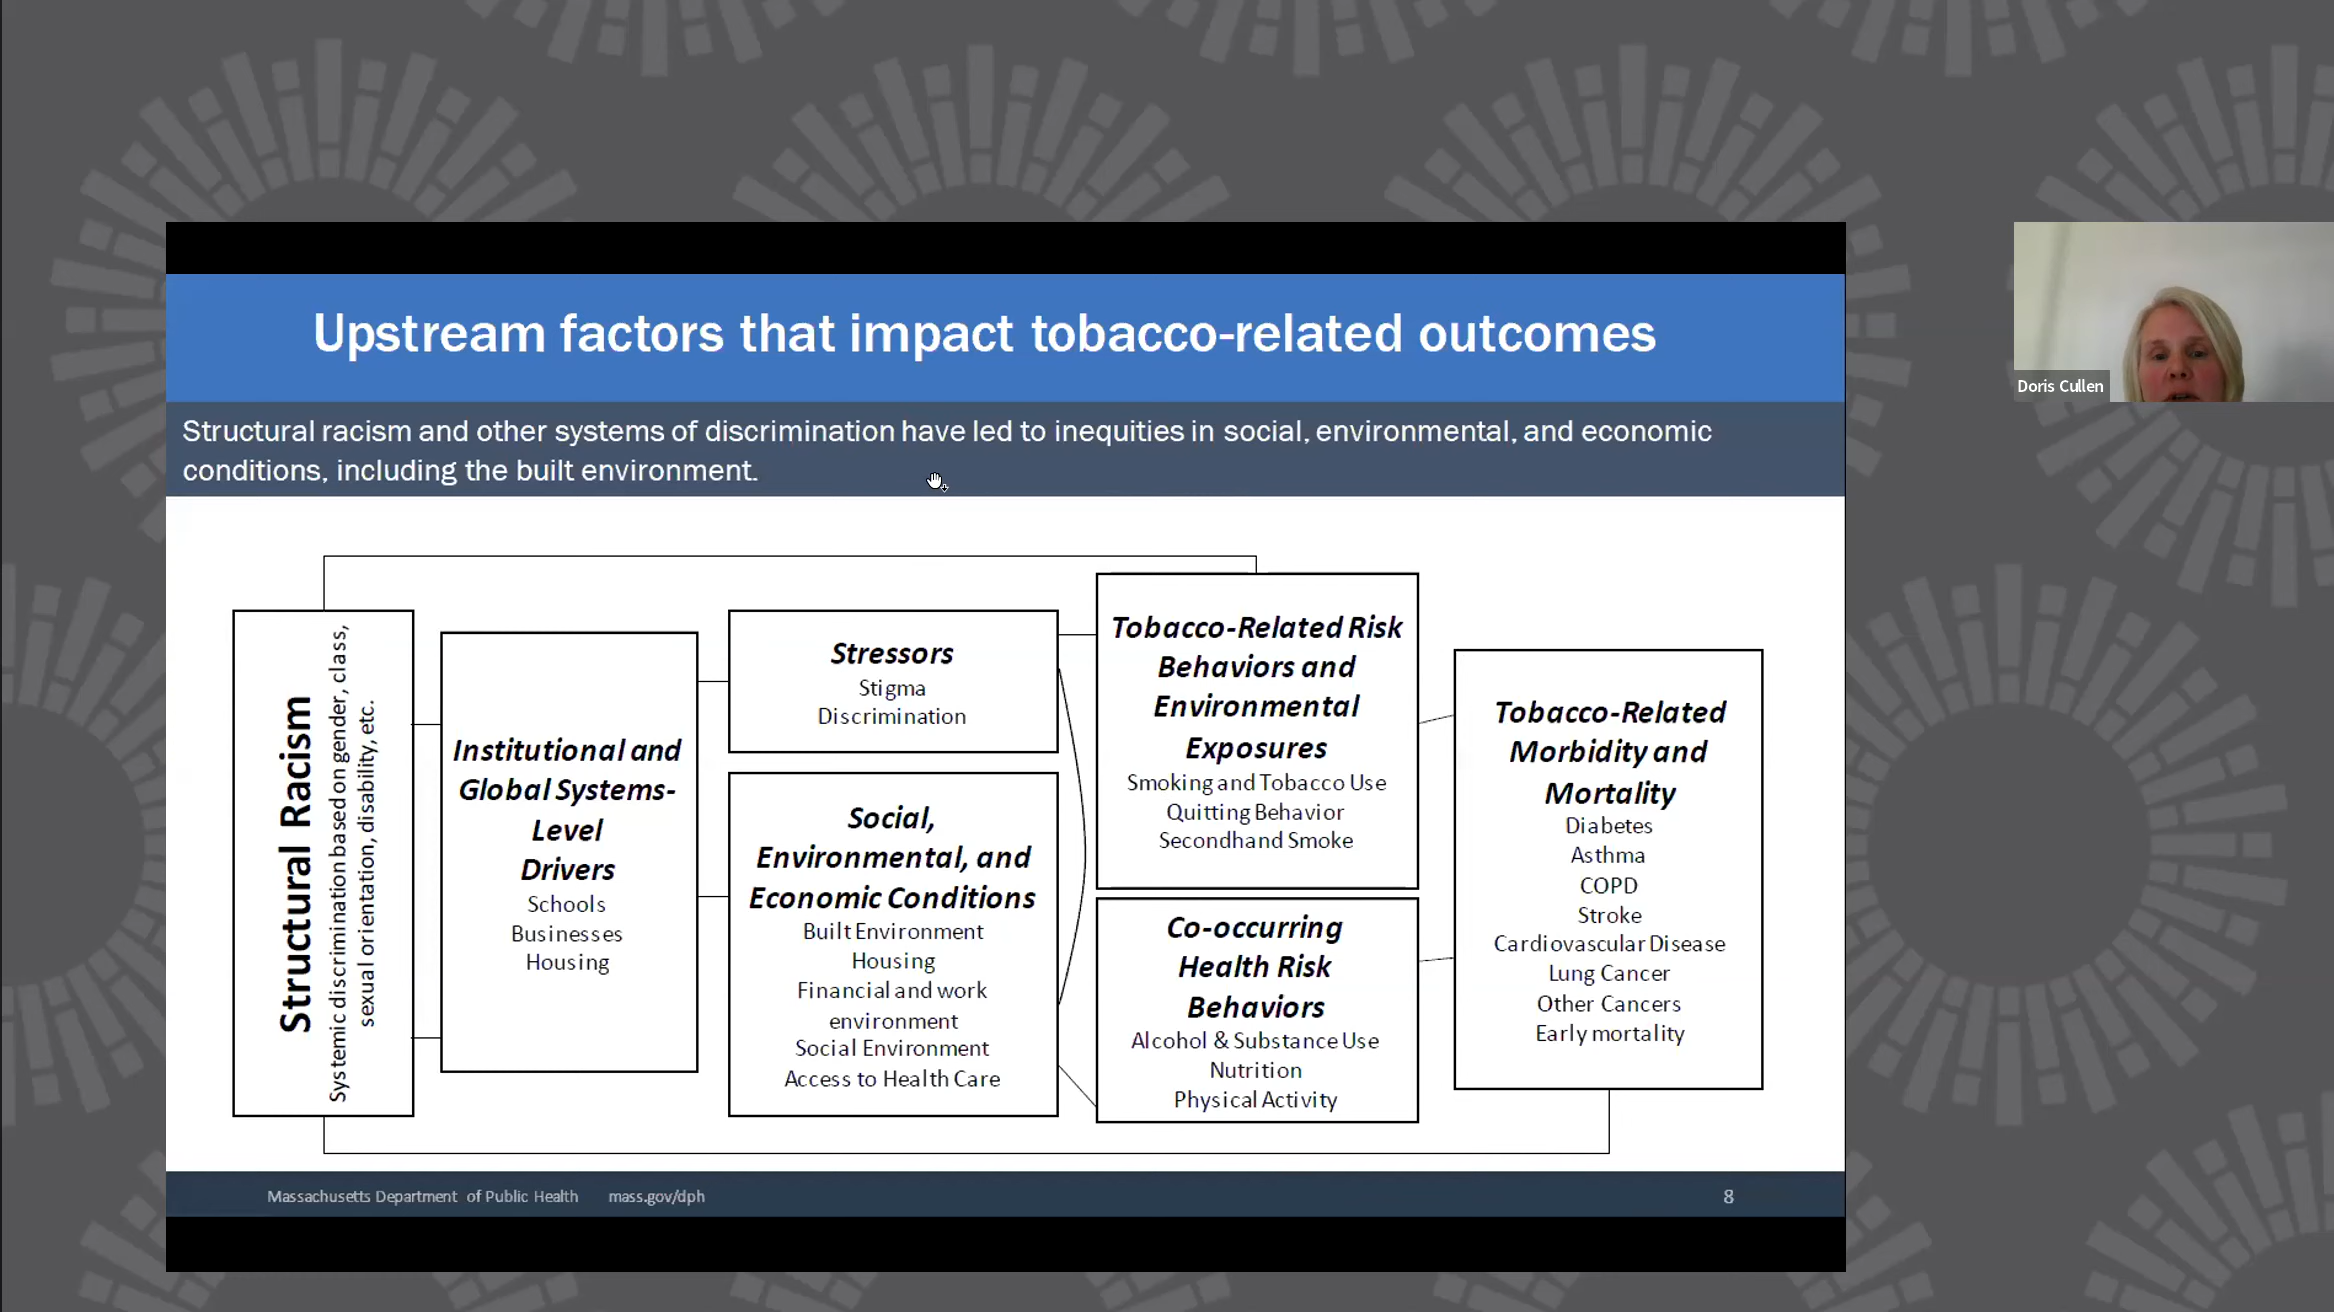 Upstream factors that impact tobacco-related outcomes
Doris Cullen
Structural racism and other systems of discrimination have led to inequities in social, environmental, and economic
conditions, including the built environment.
Structural Racism
Systemic discrimination based on gender, class,
sexual orientation, disability, etc.
Institutional and
Global Systems-
Level
Drivers
Schools
Businesses
Housing
Stressors
Stigma
Discrimination
Social,
Environmental, and
Economic Conditions
Built Environment
Housing
Financial and work
environment
Social Environment
Access to Health Care
Tobacco-Related Risk
Behaviors and
Environmental
Exposures
Smoking and Tobacco Use
Quitting Behavior
Secondhand Smoke
Co-occurring
Health Risk
Behaviors
Alcohol & Substance Use
Nutrition
Physical Activity
Tobacco-Related
Morbidity and
Mortality
Diabetes
Asthma
COPD
Stroke
Cardiovascular Disease
Lung Cancer
Other Cancers
Early mortality
Massachusetts Department of Public Health mass.gov/dph 8